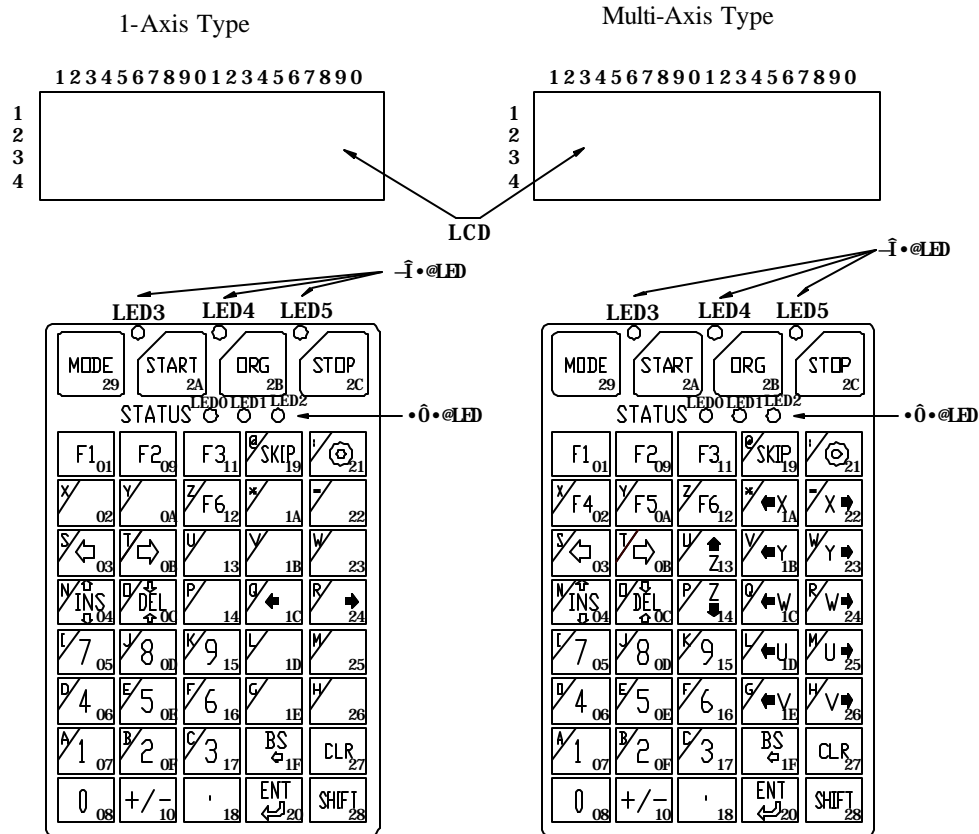 1-Axis Type
Multi-Axis Type
12345678901234567890
12345678901234567890
1
2
3
4
1
2
3
4
LCD
LED3 LED4 LED5
LED3 LED4 LED5
MODE 29 START 2A ORG 2B STOP 2C
MODE 29 START 2A ORG 2B STOP 2C
STATUS LED0 LED1 LED2
STATUS LED0 LED1 LED2
F1 01 F2 09 F3 11 @ SKIP 19 21
F1 01 F2 09 F3 11 @ SKIP 19 21
X 02 Y 0A Z F6 12 * 1A = 22
X F4 02 Y F5 0A Z F6 12 * ⬅X 1A = X➡ 22
S ⇦ 03 T ⇨ 0B U 13 V 1B W 23
S ⇦ 03 T ⇨ 0B U ⬆ Z 13 V ⬅Y 1B W Y➡ 23
N INS 04 O DEL 0C P 14 Q ⬅ 1C R ➡ 24
N INS 04 O DEL 0C P Z ⬇ 14 Q ⬅W 1C R W➡ 24
I 7 05 J 8 0D K 9 15 L 1D M 25
I 7 05 J 8 0D K 9 15 L ⬅U 1D M U➡ 25
D 4 06 E 5 0E F 6 16 G 1E H 26
D 4 06 E 5 0E F 6 16 G ⬅V 1E H V➡ 26
A 1 07 B 2 0F C 3 17 BS ⇦ 1F CLR 27
A 1 07 B 2 0F C 3 17 BS ⇦ 1F CLR 27
0 08 +/- 10 . 18 ENT 20 SHIFT 28
0 08 +/- 10 . 18 ENT 20 SHIFT 28